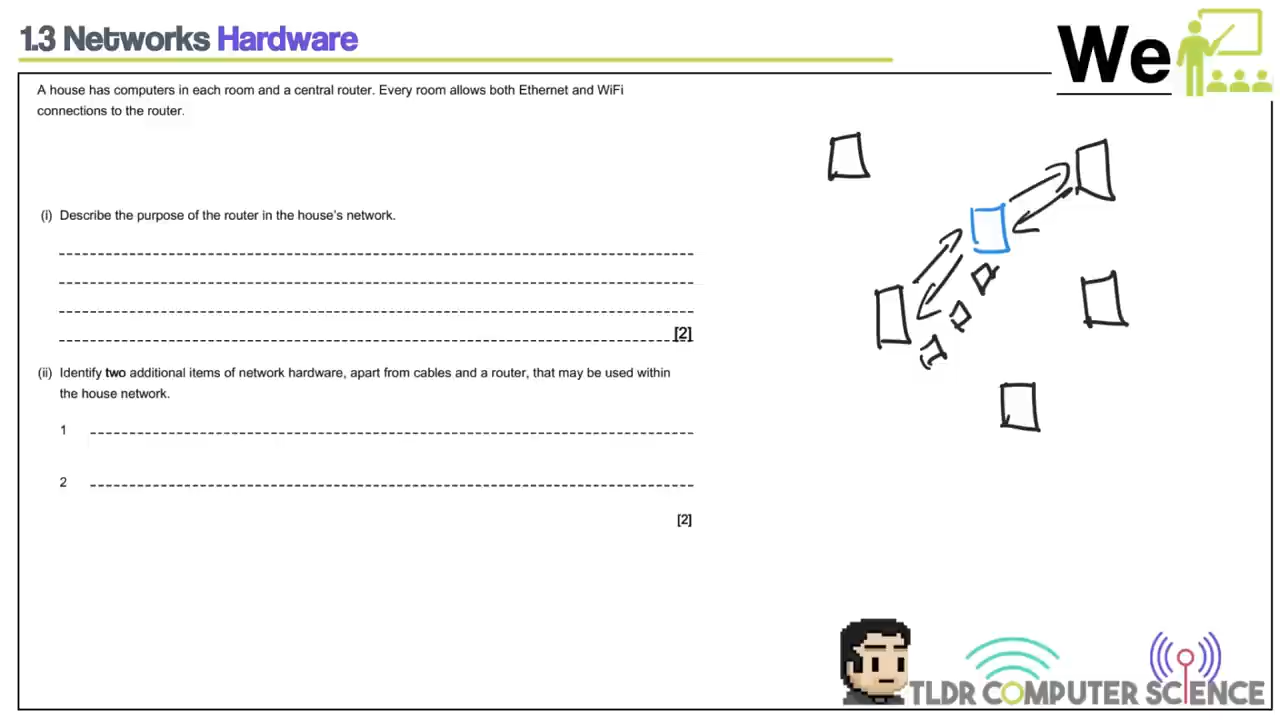 1.3 Networks Hardware
We
A house has computers in each room and a central router. Every room allows both Ethernet and WiFi
connections to the router.
(i) Describe the purpose of the router in the house's network.
[2]
(ii) Identify two additional items of network hardware, apart from cables and a router, that may be used within
the house network.
1
2
[2]
TLDR COMPUTER SCIENCE